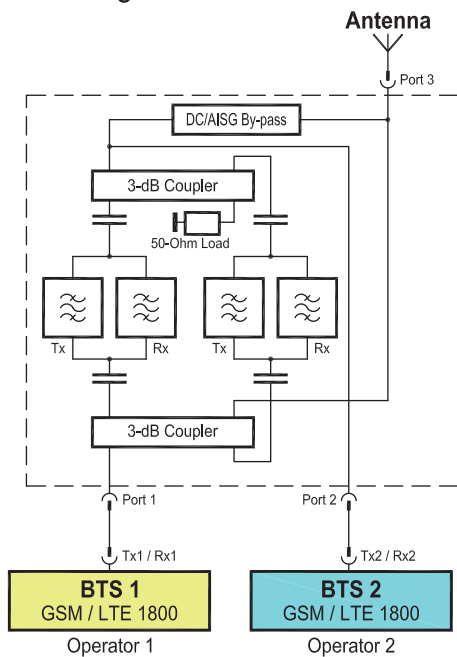 Antenna
Port 3
DC/AISG By-pass
3-dB Coupler
50-Ohm Load
Tx
Rx
Tx
Rx
3-dB Coupler
Port 1
Port 2
Tx1 / Rx1
Tx2 / Rx2
BTS 1
GSM / LTE 1800
BTS 2
GSM / LTE 1800
Operator 1
Operator 2